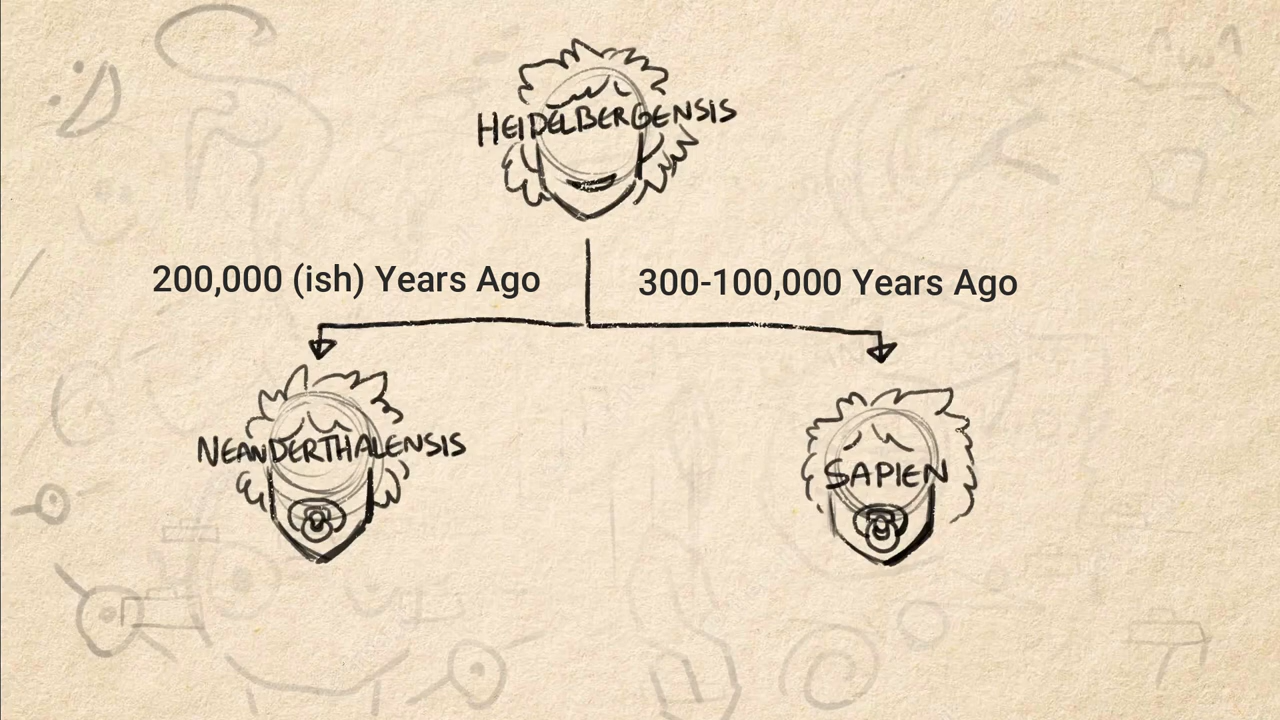 HEIDELBERGENSIS
200,000 (ish) Years Ago
300-100,000 Years Ago
NEANDERTHALENSIS
SAPIEN